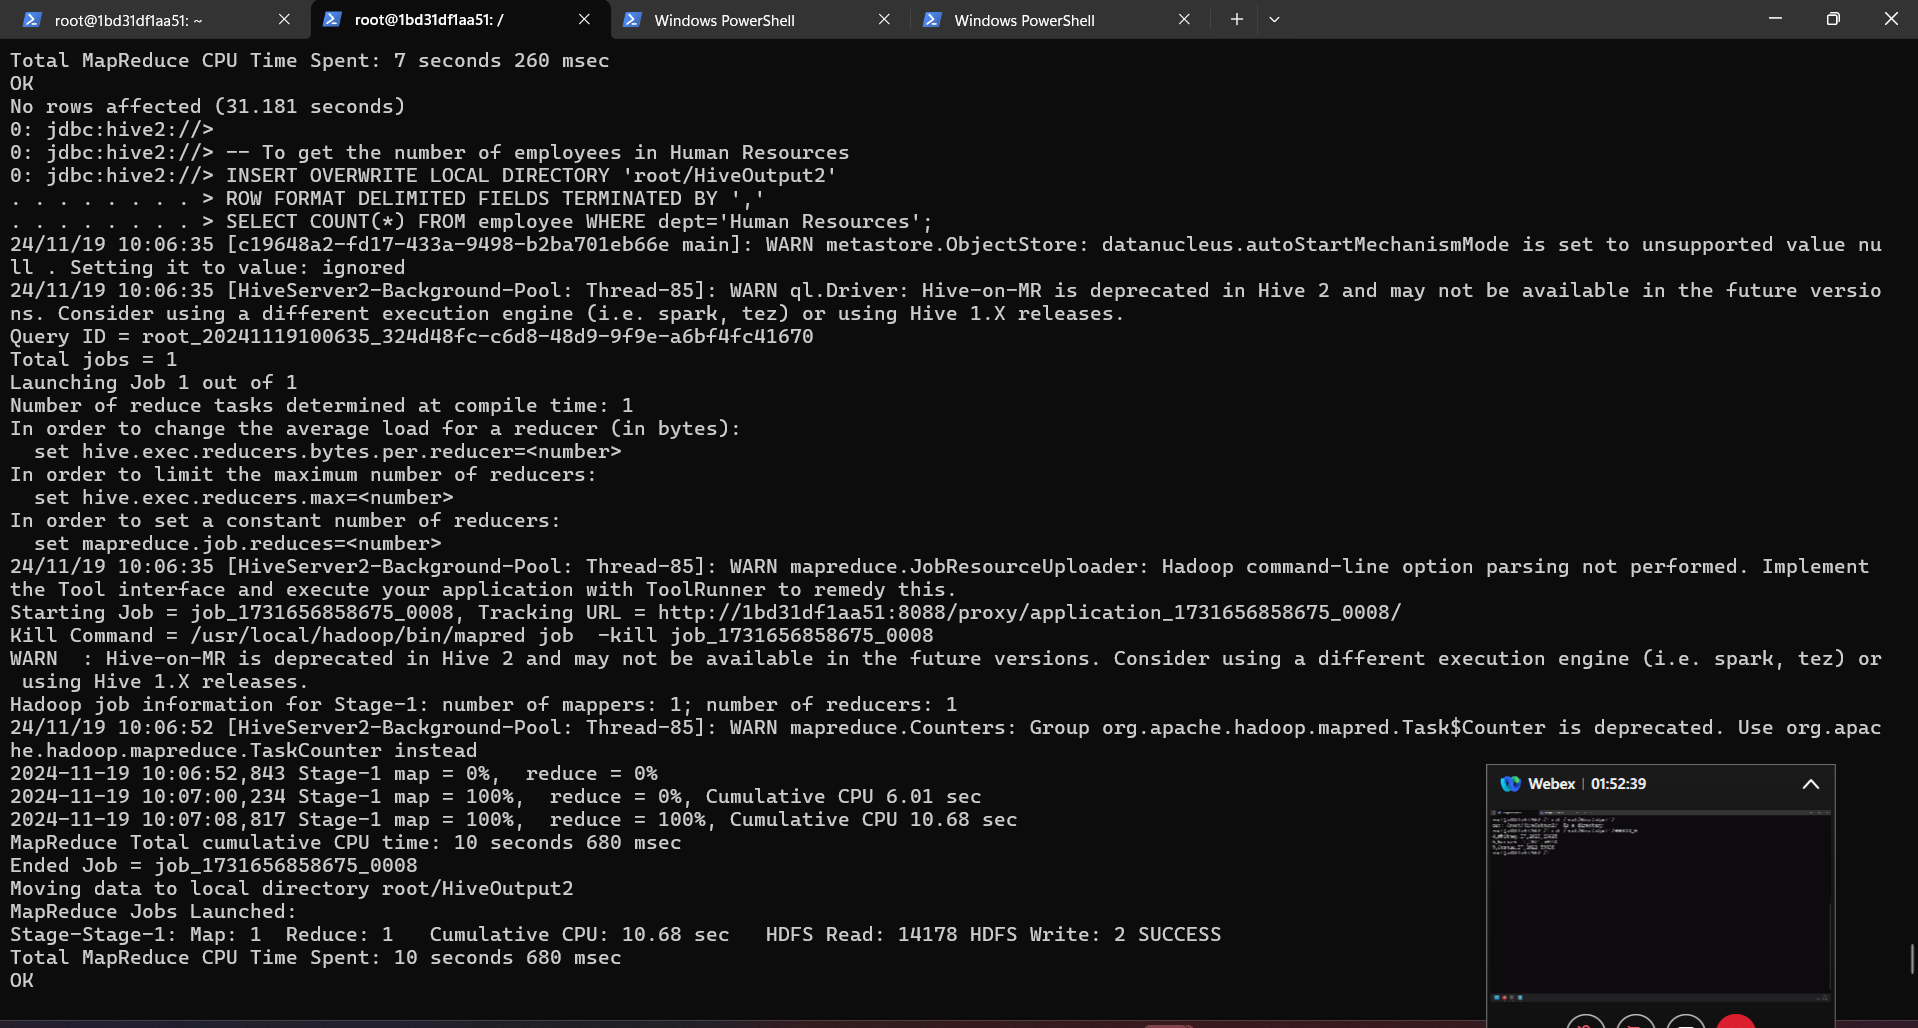 root@1bd31df1aa51: ~
root@1bd31df1aa51: /
Windows PowerShell
Windows PowerShell
Total MapReduce CPU Time Spent: 7 seconds 260 msec
OK
No rows affected (31.181 seconds)
0: jdbc:hive2://>
0: jdbc:hive2://> -- To get the number of employees in Human Resources
0: jdbc:hive2://> INSERT OVERWRITE LOCAL DIRECTORY 'root/HiveOutput2'
. . . . . . . . > ROW FORMAT DELIMITED FIELDS TERMINATED BY ','
. . . . . . . . > SELECT COUNT(*) FROM employee WHERE dept='Human Resources';
24/11/19 10:06:35 [c19648a2-fd17-433a-9498-b2ba701eb66e main]: WARN metastore.ObjectStore: datanucleus.autoStartMechanismMode is set to unsupported value nu
ll . Setting it to value: ignored
24/11/19 10:06:35 [HiveServer2-Background-Pool: Thread-85]: WARN ql.Driver: Hive-on-MR is deprecated in Hive 2 and may not be available in the future versio
ns. Consider using a different execution engine (i.e. spark, tez) or using Hive 1.X releases.
Query ID = root_20241119100635_324d48fc-c6d8-48d9-9f9e-a6bf4fc41670
Total jobs = 1
Launching Job 1 out of 1
Number of reduce tasks determined at compile time: 1
In order to change the average load for a reducer (in bytes):
  set hive.exec.reducers.bytes.per.reducer=<number>
In order to limit the maximum number of reducers:
  set hive.exec.reducers.max=<number>
In order to set a constant number of reducers:
  set mapreduce.job.reduces=<number>
24/11/19 10:06:35 [HiveServer2-Background-Pool: Thread-85]: WARN mapreduce.JobResourceUploader: Hadoop command-line option parsing not performed. Implement
the Tool interface and execute your application with ToolRunner to remedy this.
Starting Job = job_1731656858675_0008, Tracking URL = http://1bd31df1aa51:8088/proxy/application_1731656858675_0008/
Kill Command = /usr/local/hadoop/bin/mapred job  -kill job_1731656858675_0008
WARN  : Hive-on-MR is deprecated in Hive 2 and may not be available in the future versions. Consider using a different execution engine (i.e. spark, tez) or
 using Hive 1.X releases.
Hadoop job information for Stage-1: number of mappers: 1; number of reducers: 1
24/11/19 10:06:52 [HiveServer2-Background-Pool: Thread-85]: WARN mapreduce.Counters: Group org.apache.hadoop.mapred.Task$Counter is deprecated. Use org.apac
he.hadoop.mapreduce.TaskCounter instead
2024-11-19 10:06:52,843 Stage-1 map = 0%,  reduce = 0%
2024-11-19 10:07:00,234 Stage-1 map = 100%,  reduce = 0%, Cumulative CPU 6.01 sec
2024-11-19 10:07:08,817 Stage-1 map = 100%,  reduce = 100%, Cumulative CPU 10.68 sec
MapReduce Total cumulative CPU time: 10 seconds 680 msec
Ended Job = job_1731656858675_0008
Moving data to local directory root/HiveOutput2
MapReduce Jobs Launched:
Stage-Stage-1: Map: 1  Reduce: 1   Cumulative CPU: 10.68 sec   HDFS Read: 14178 HDFS Write: 2 SUCCESS
Total MapReduce CPU Time Spent: 10 seconds 680 msec
OK
Webex | 01:52:39